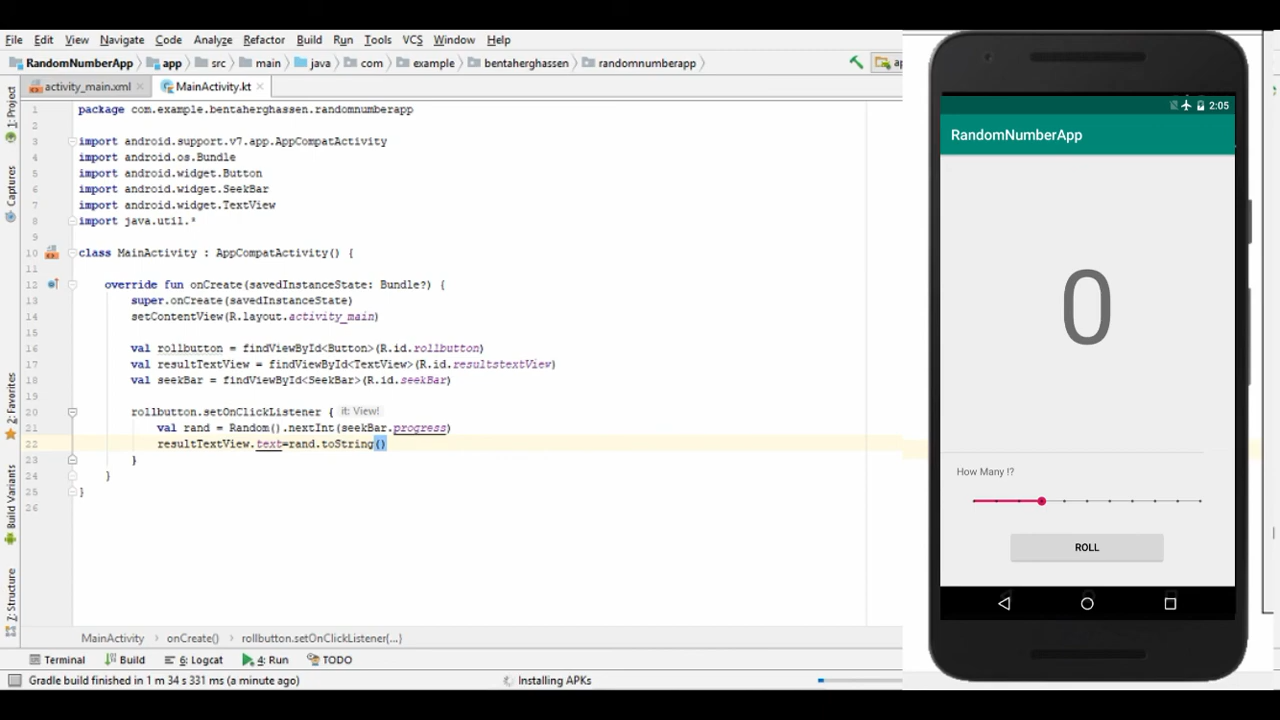 File Edit View Navigate Code Analyze Refactor Build Run Tools VCS Window Help
RandomNumberApp app src main java com example bentaherghassen randomnumberapp
activity_main.xml MainActivity.kt
1: Project
Captures
2: Favorites
Build Variants
7: Structure
1 package com.example.bentaherghassen.randomnumberapp
2
3 import android.support.v7.app.AppCompatActivity
4 import android.os.Bundle
5 import android.widget.Button
6 import android.widget.SeekBar
7 import android.widget.TextView
8 import java.util.*
9
10 class MainActivity : AppCompatActivity() {
11
12 override fun onCreate(savedInstanceState: Bundle?) {
13 super.onCreate(savedInstanceState)
14 setContentView(R.layout.activity_main)
15
16 val rollbutton = findViewById<Button>(R.id.rollbutton)
17 val resultTextView = findViewById<TextView>(R.id.resultstextView)
18 val seekBar = findViewById<SeekBar>(R.id.seekBar)
19
20 rollbutton.setOnClickListener { it: View!
21 val rand = Random().nextInt(seekBar.progress)
22 resultTextView.text=rand.toString()
23 }
24 }
25 }
26
MainActivity onCreate() rollbutton.setOnClickListener{...}
Terminal Build 6: Logcat 4: Run TODO
Gradle build finished in 1 m 34 s 331 ms (a minute ago) Installing APKs
2:05
RandomNumberApp
0
How Many !?
ROLL